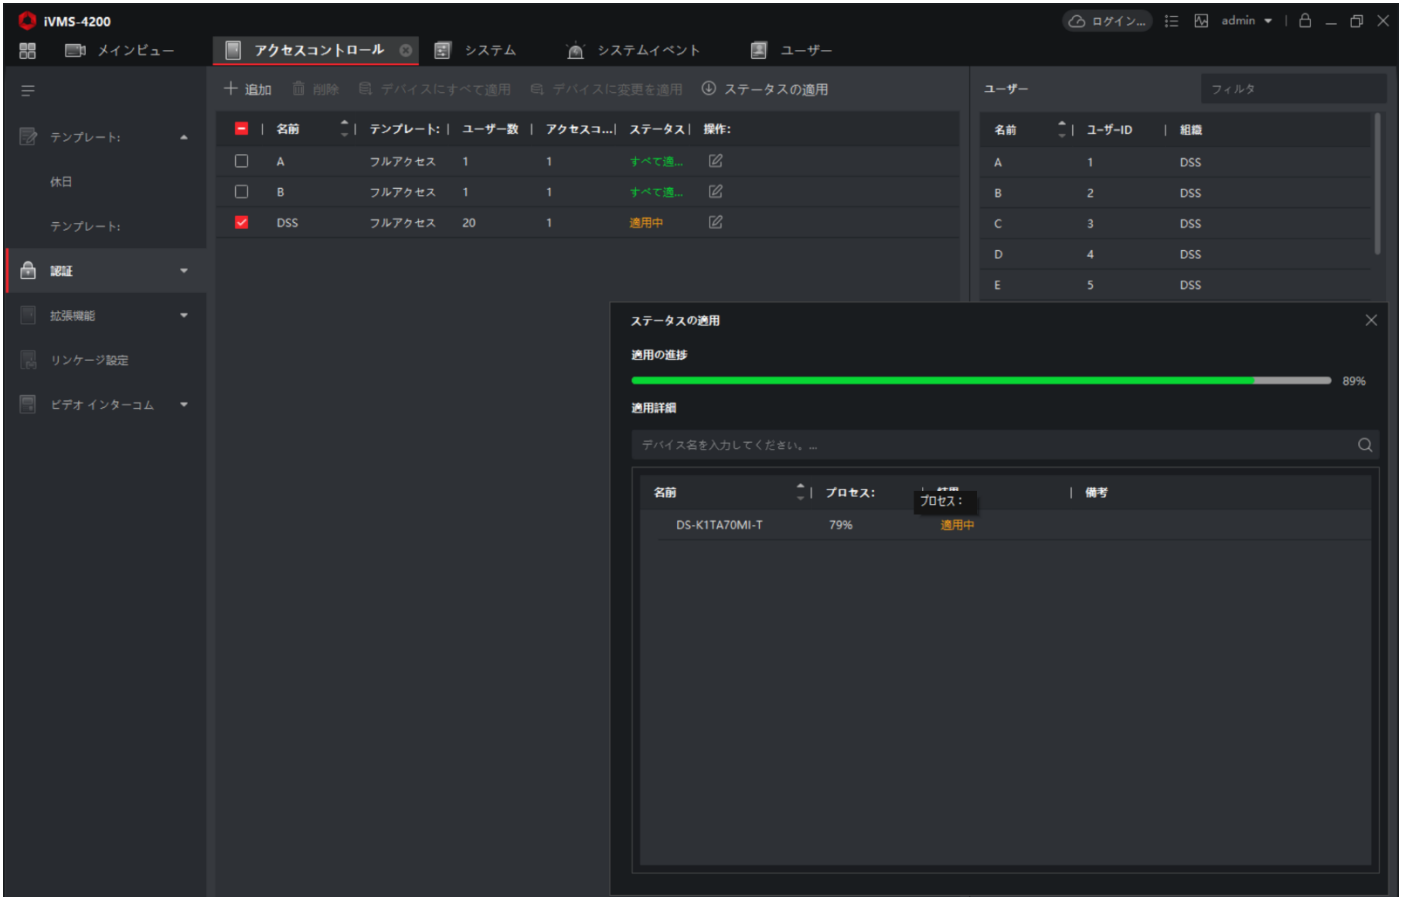 iVMS-4200
ログイン...
admin
メインビュー
アクセスコントロール
システム
システムイベント
ユーザー
追加
削除
デバイスにすべて適用
デバイスに変更を適用
ステータスの適用
ユーザー
フィルタ
テンプレート:
休日
テンプレート:
認証
拡張機能
リンケージ設定
ビデオ インターコム
名前 テンプレート: ユーザー数 アクセスコ... ステータス 操作:
A フルアクセス 1 1 すべて適...
B フルアクセス 1 1 すべて適...
DSS フルアクセス 20 1 適用中
名前 ユーザーID 組織
A 1 DSS
B 2 DSS
C 3 DSS
D 4 DSS
E 5 DSS
ステータスの適用
適用の進捗
89%
適用詳細
デバイス名を入力してください。...
名前 プロセス: 備考
プロセス：
DS-K1TA70MI-T 79% 適用中